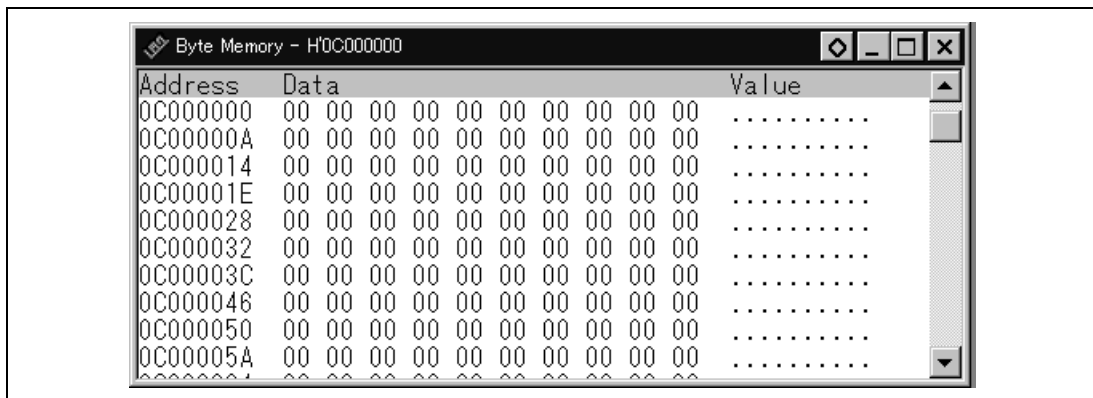 Byte Memory - H'0C000000
Address Data Value
0C000000 00 00 00 00 00 00 00 00 00 00 ..........
0C00000A 00 00 00 00 00 00 00 00 00 00 ..........
0C000014 00 00 00 00 00 00 00 00 00 00 ..........
0C00001E 00 00 00 00 00 00 00 00 00 00 ..........
0C000028 00 00 00 00 00 00 00 00 00 00 ..........
0C000032 00 00 00 00 00 00 00 00 00 00 ..........
0C00003C 00 00 00 00 00 00 00 00 00 00 ..........
0C000046 00 00 00 00 00 00 00 00 00 00 ..........
0C000050 00 00 00 00 00 00 00 00 00 00 ..........
0C00005A 00 00 00 00 00 00 00 00 00 00 ..........